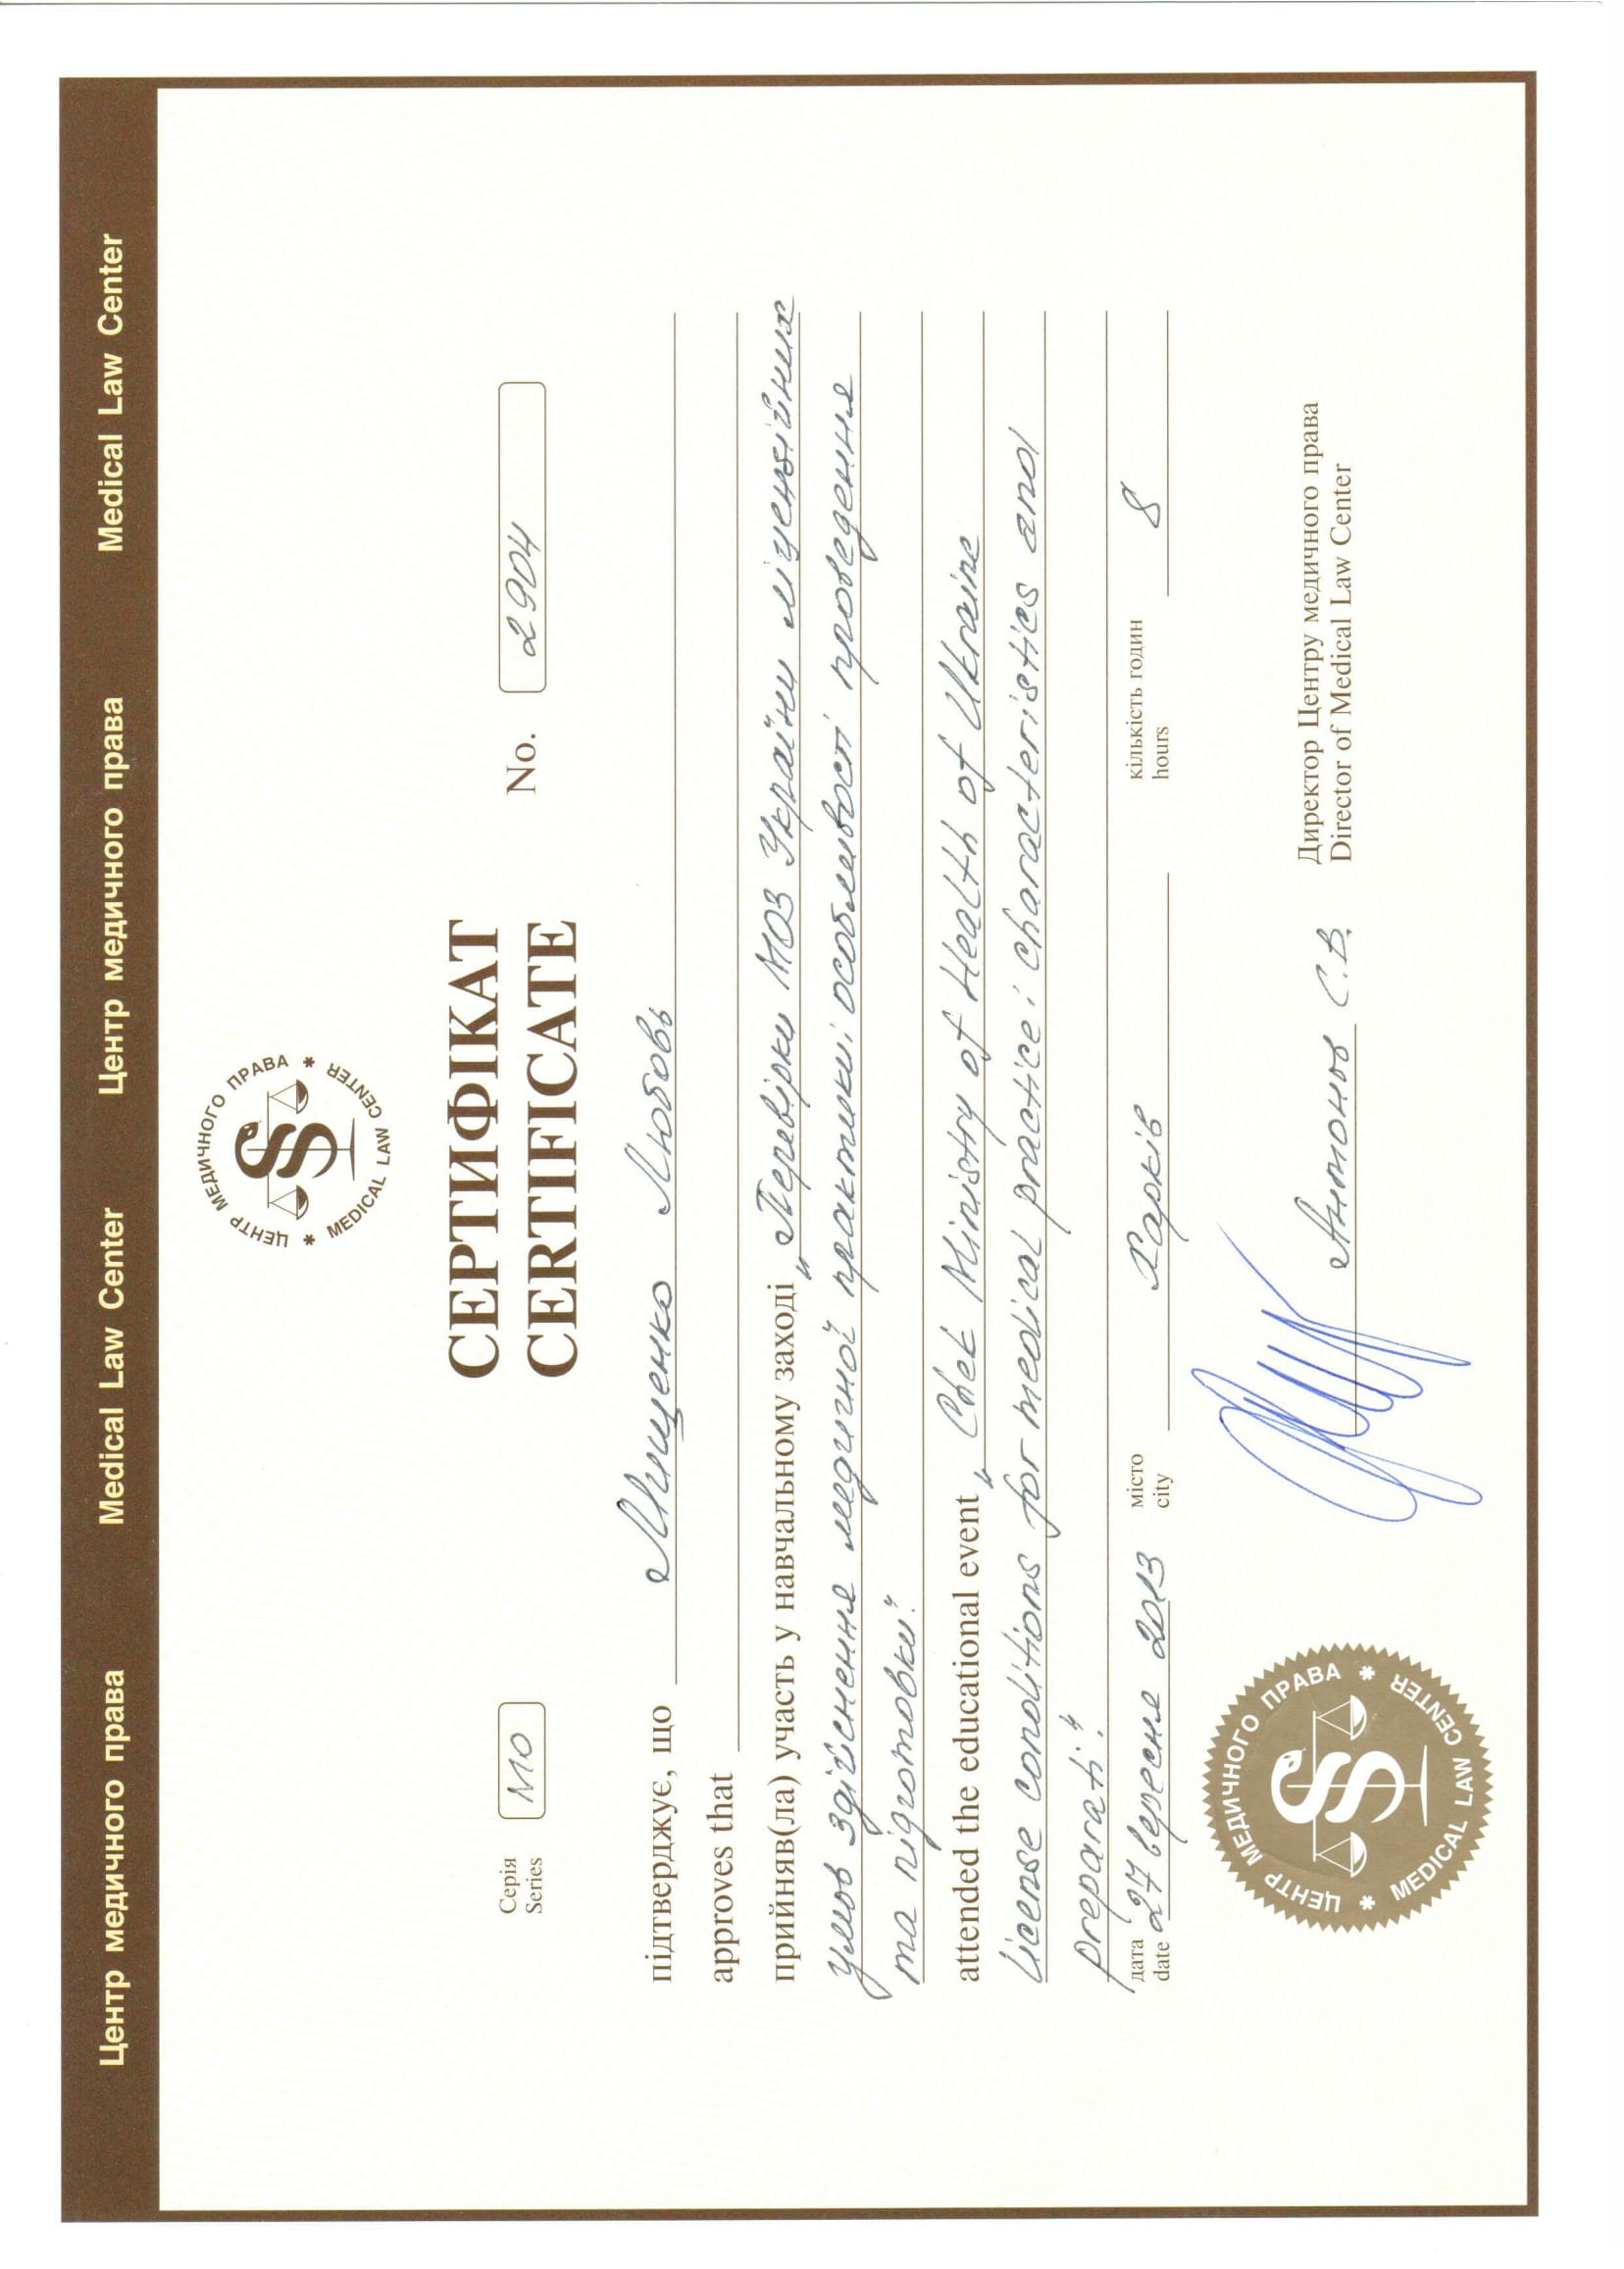 Центр медичного права Medical Law Center Центр медичного права Medical Law Center
ЦЕНТР МЕДИЧНОГО ПРАВА * MEDICAL LAW CENTER *
СЕРТИФІКАТ
CERTIFICATE
Серія
Series
МЮ
No. 2904
підтверджує, що Мищенко Любовь
approves that
прийняв(ла) участь у навчальному заході „Перевірки МОЗ України ліцензійних
умов здійснення медичної практики: особливості проведення
та підготовки".
attended the educational event „Chek Ministry of Health of Ukraine
license conditions for medical practice: characteristics and
preparati".
дата
date
27 вересня 2013
місто
city
Харків
кількість годин
hours
8
Антонов С.В.
Директор Центру медичного права
Director of Medical Law Center
ЦЕНТР МЕДИЧНОГО ПРАВА * MEDICAL LAW CENTER *